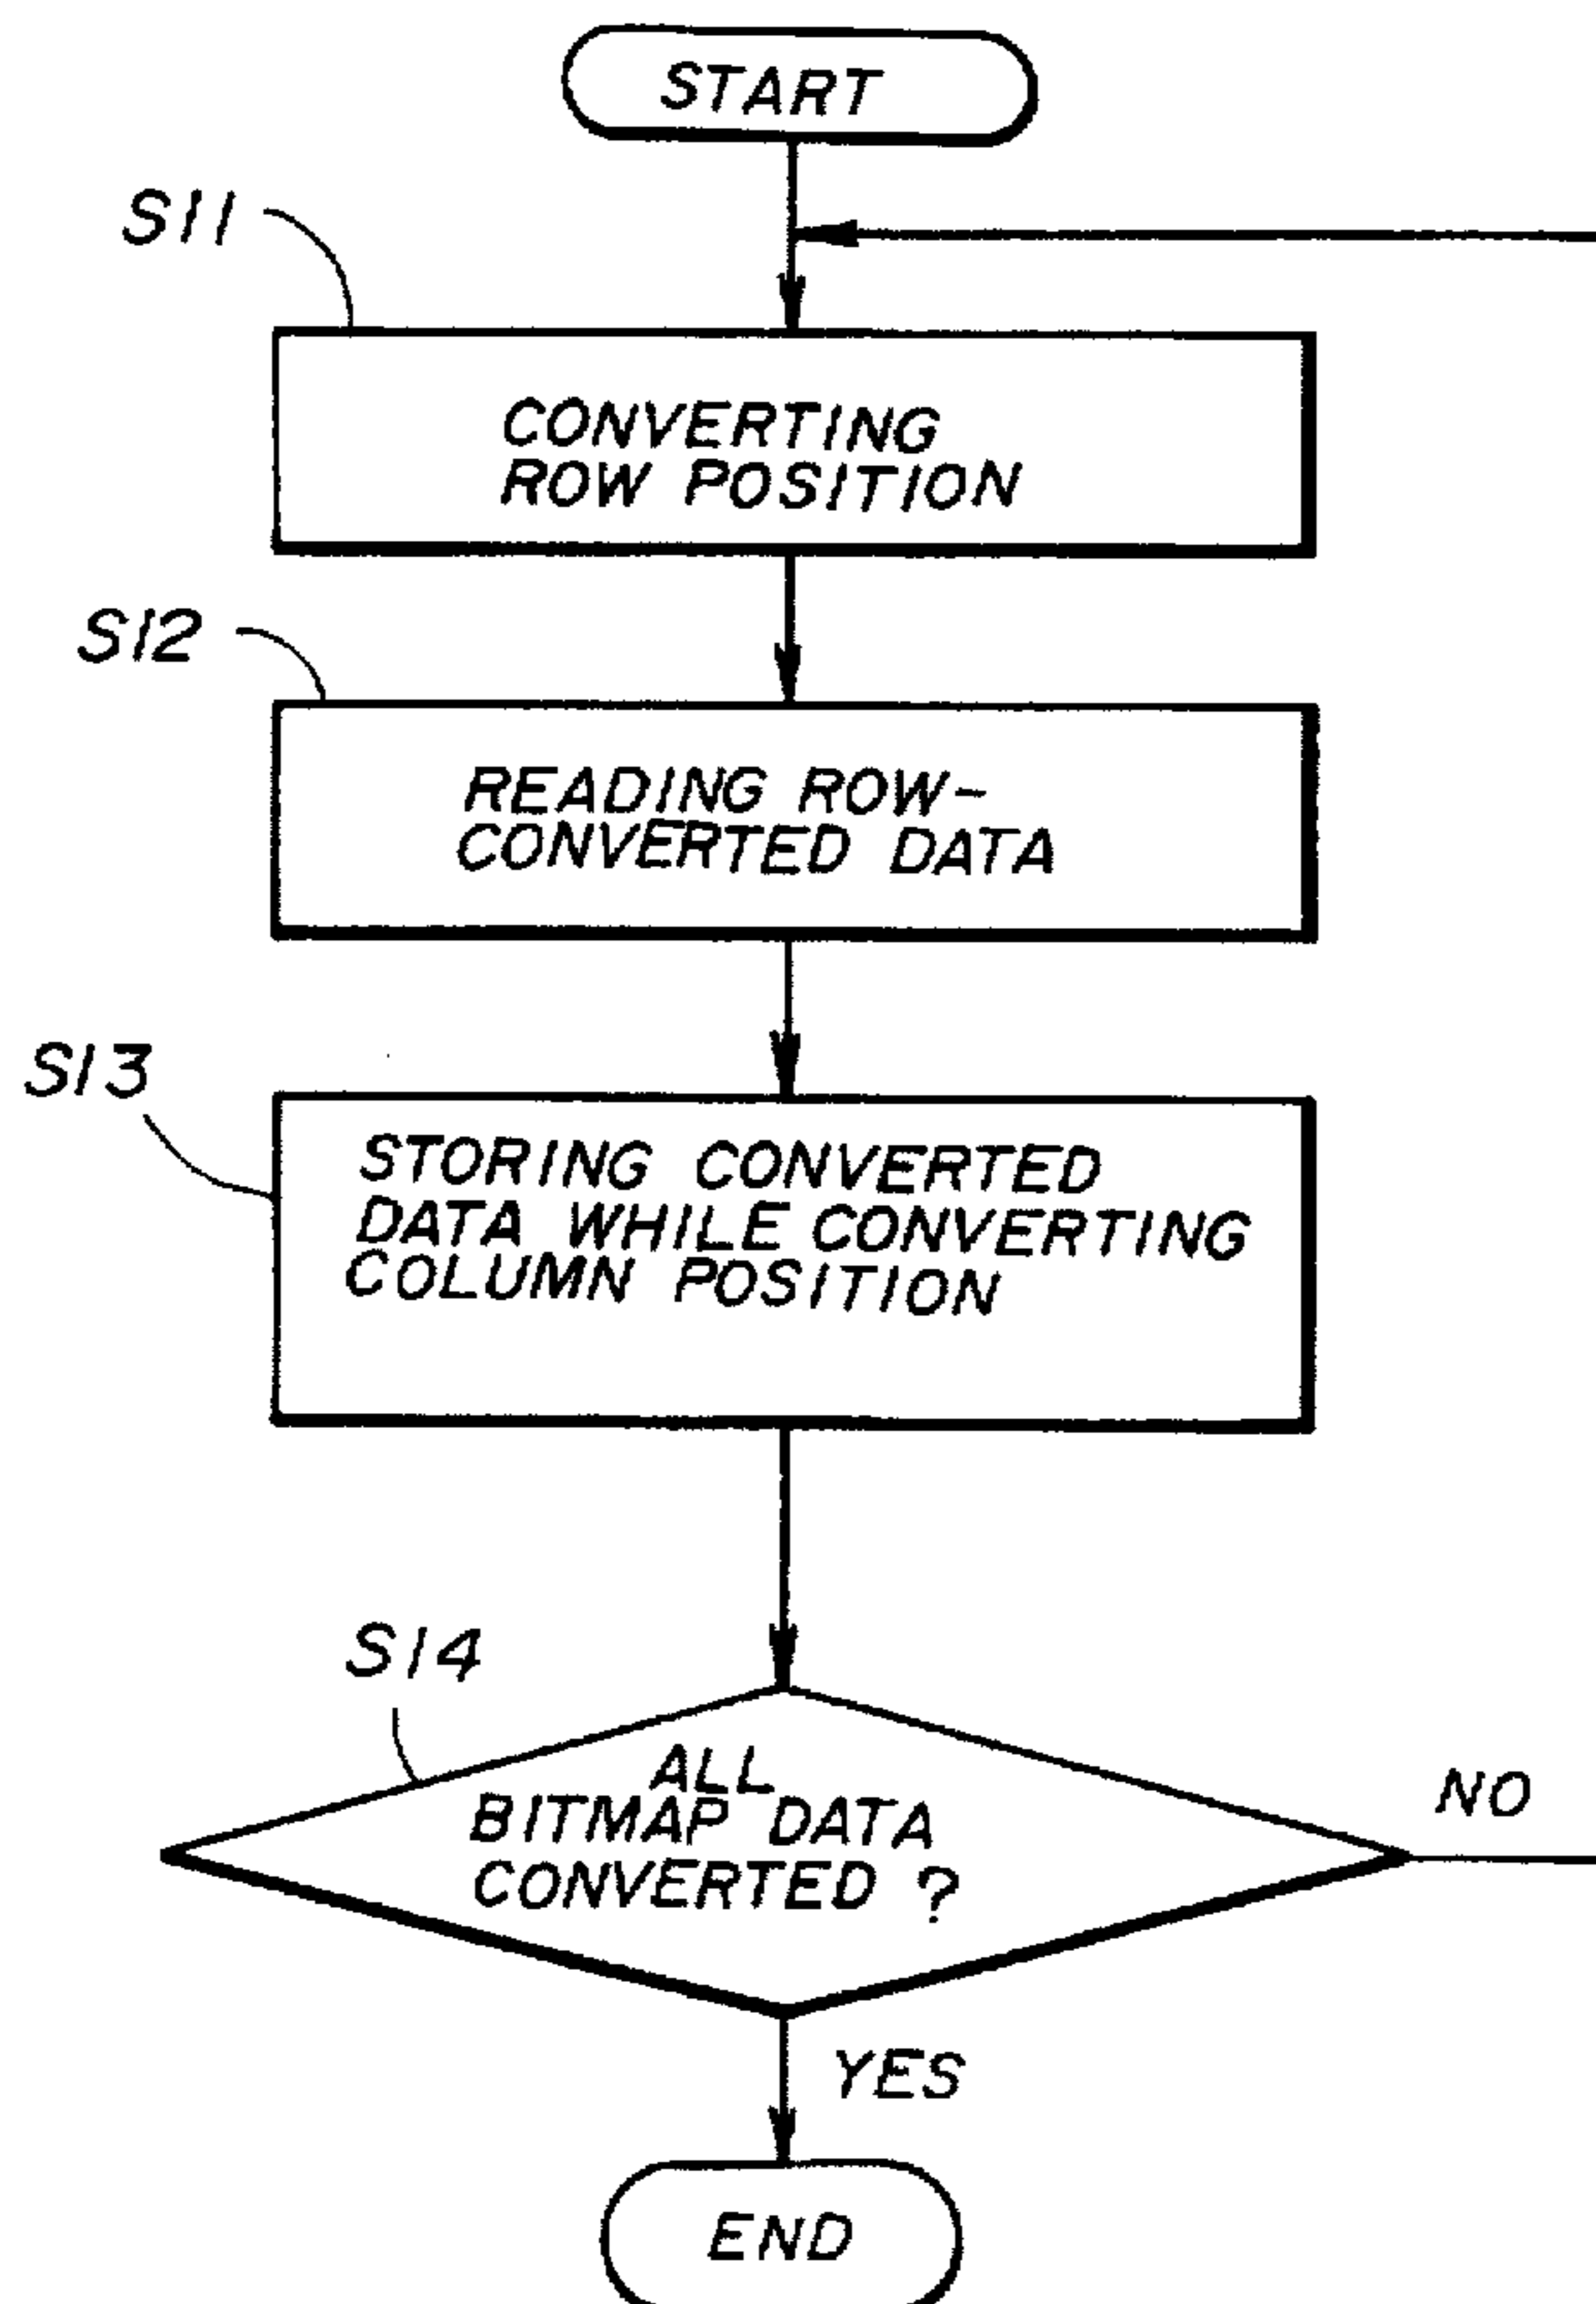 START
S11
CONVERTING
ROW POSITION
S12
READING ROW-
CONVERTED DATA
S13
STORING CONVERTED
DATA WHILE CONVERTING
COLUMN POSITION
S14
ALL
BITMAP DATA
CONVERTED ?
NO
YES
END